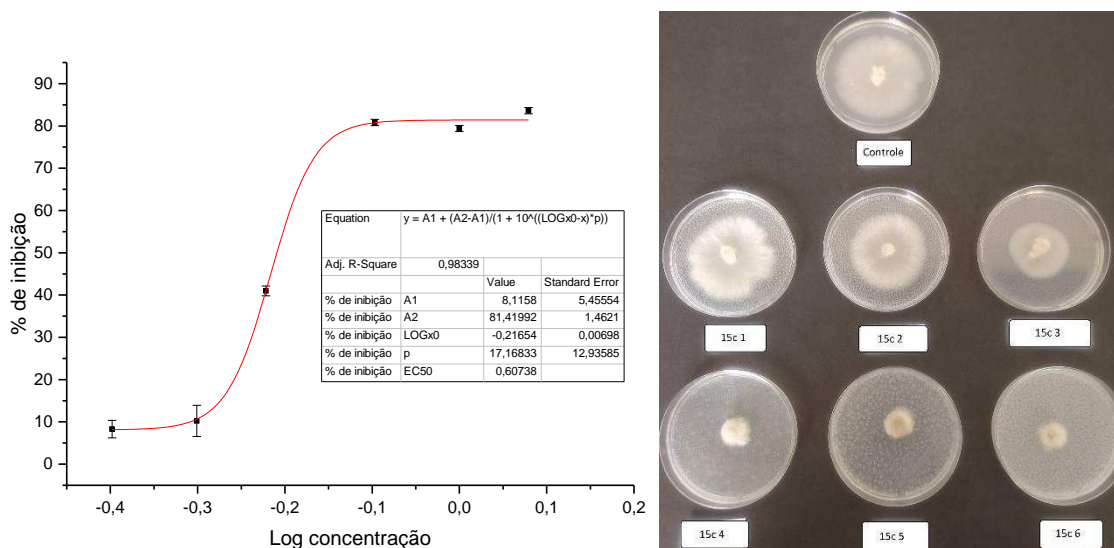 90
80
70
60
50
40
30
20
10
0
% de inibição
-0,4
-0,3
-0,2
-0,1
0,0
0,1
0,2
Log concentração
Equation y = A1 + (A2-A1)/(1 + 10^((LOGx0-x)*p))
Adj. R-Square 0,98339
Value Standard Error
% de inibição A1 8,1158 5,45554
% de inibição A2 81,41992 1,4621
% de inibição LOGx0 -0,21654 0,00698
% de inibição p 17,16833 12,93585
% de inibição EC50 0,60738
Controle
15c 1
15c 2
15c 3
15c 4
15c 5
15c 6